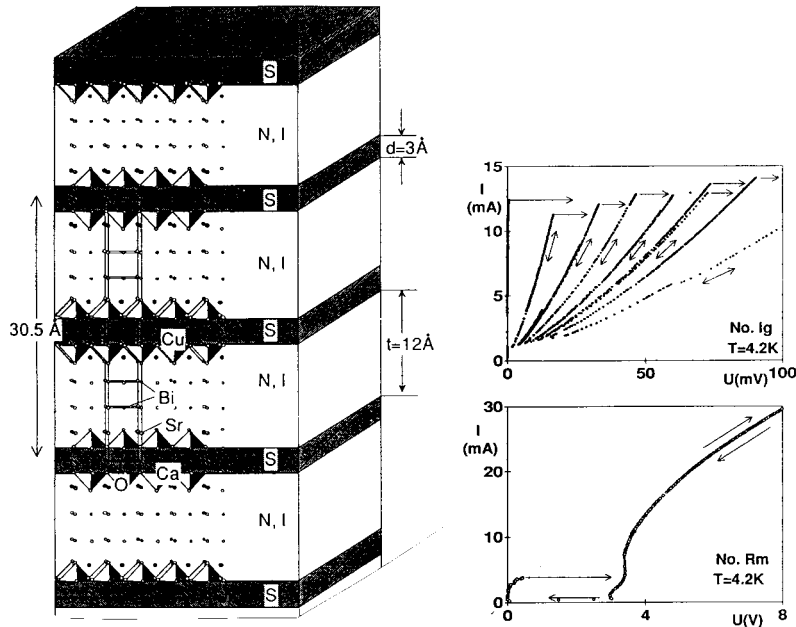 S
N, I
d=3Å
S
N, I
30.5 Å
S
Cu
t=12Å
N, I
Bi
Sr
S
Ca
O
N, I
S
15
I
(mA)
10
5
0
0
50
100
U(mV)
No. Ig
T=4.2K
30
I
(mA)
20
10
0
0
4
8
U(V)
No. Rm
T=4.2K